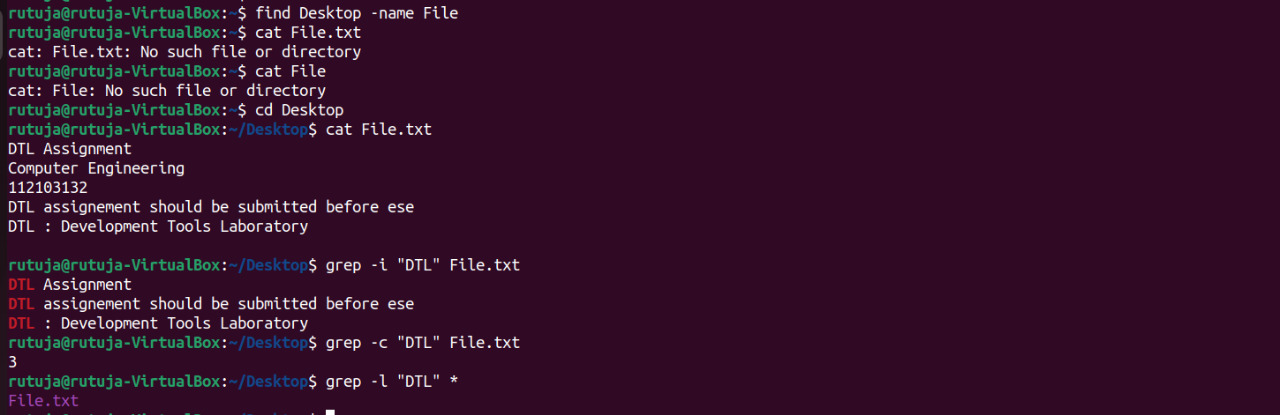 rutuja@rutuja-VirtualBox:~$ find Desktop -name File
rutuja@rutuja-VirtualBox:~$ cat File.txt
cat: File.txt: No such file or directory
rutuja@rutuja-VirtualBox:~$ cat File
cat: File: No such file or directory
rutuja@rutuja-VirtualBox:~$ cd Desktop
rutuja@rutuja-VirtualBox:~/Desktop$ cat File.txt
DTL Assignment
Computer Engineering
112103132
DTL assignement should be submitted before ese
DTL : Development Tools Laboratory
rutuja@rutuja-VirtualBox:~/Desktop$ grep -i "DTL" File.txt
DTL Assignment
DTL assignement should be submitted before ese
DTL : Development Tools Laboratory
rutuja@rutuja-VirtualBox:~/Desktop$ grep -c "DTL" File.txt
3
rutuja@rutuja-VirtualBox:~/Desktop$ grep -l "DTL" *
File.txt